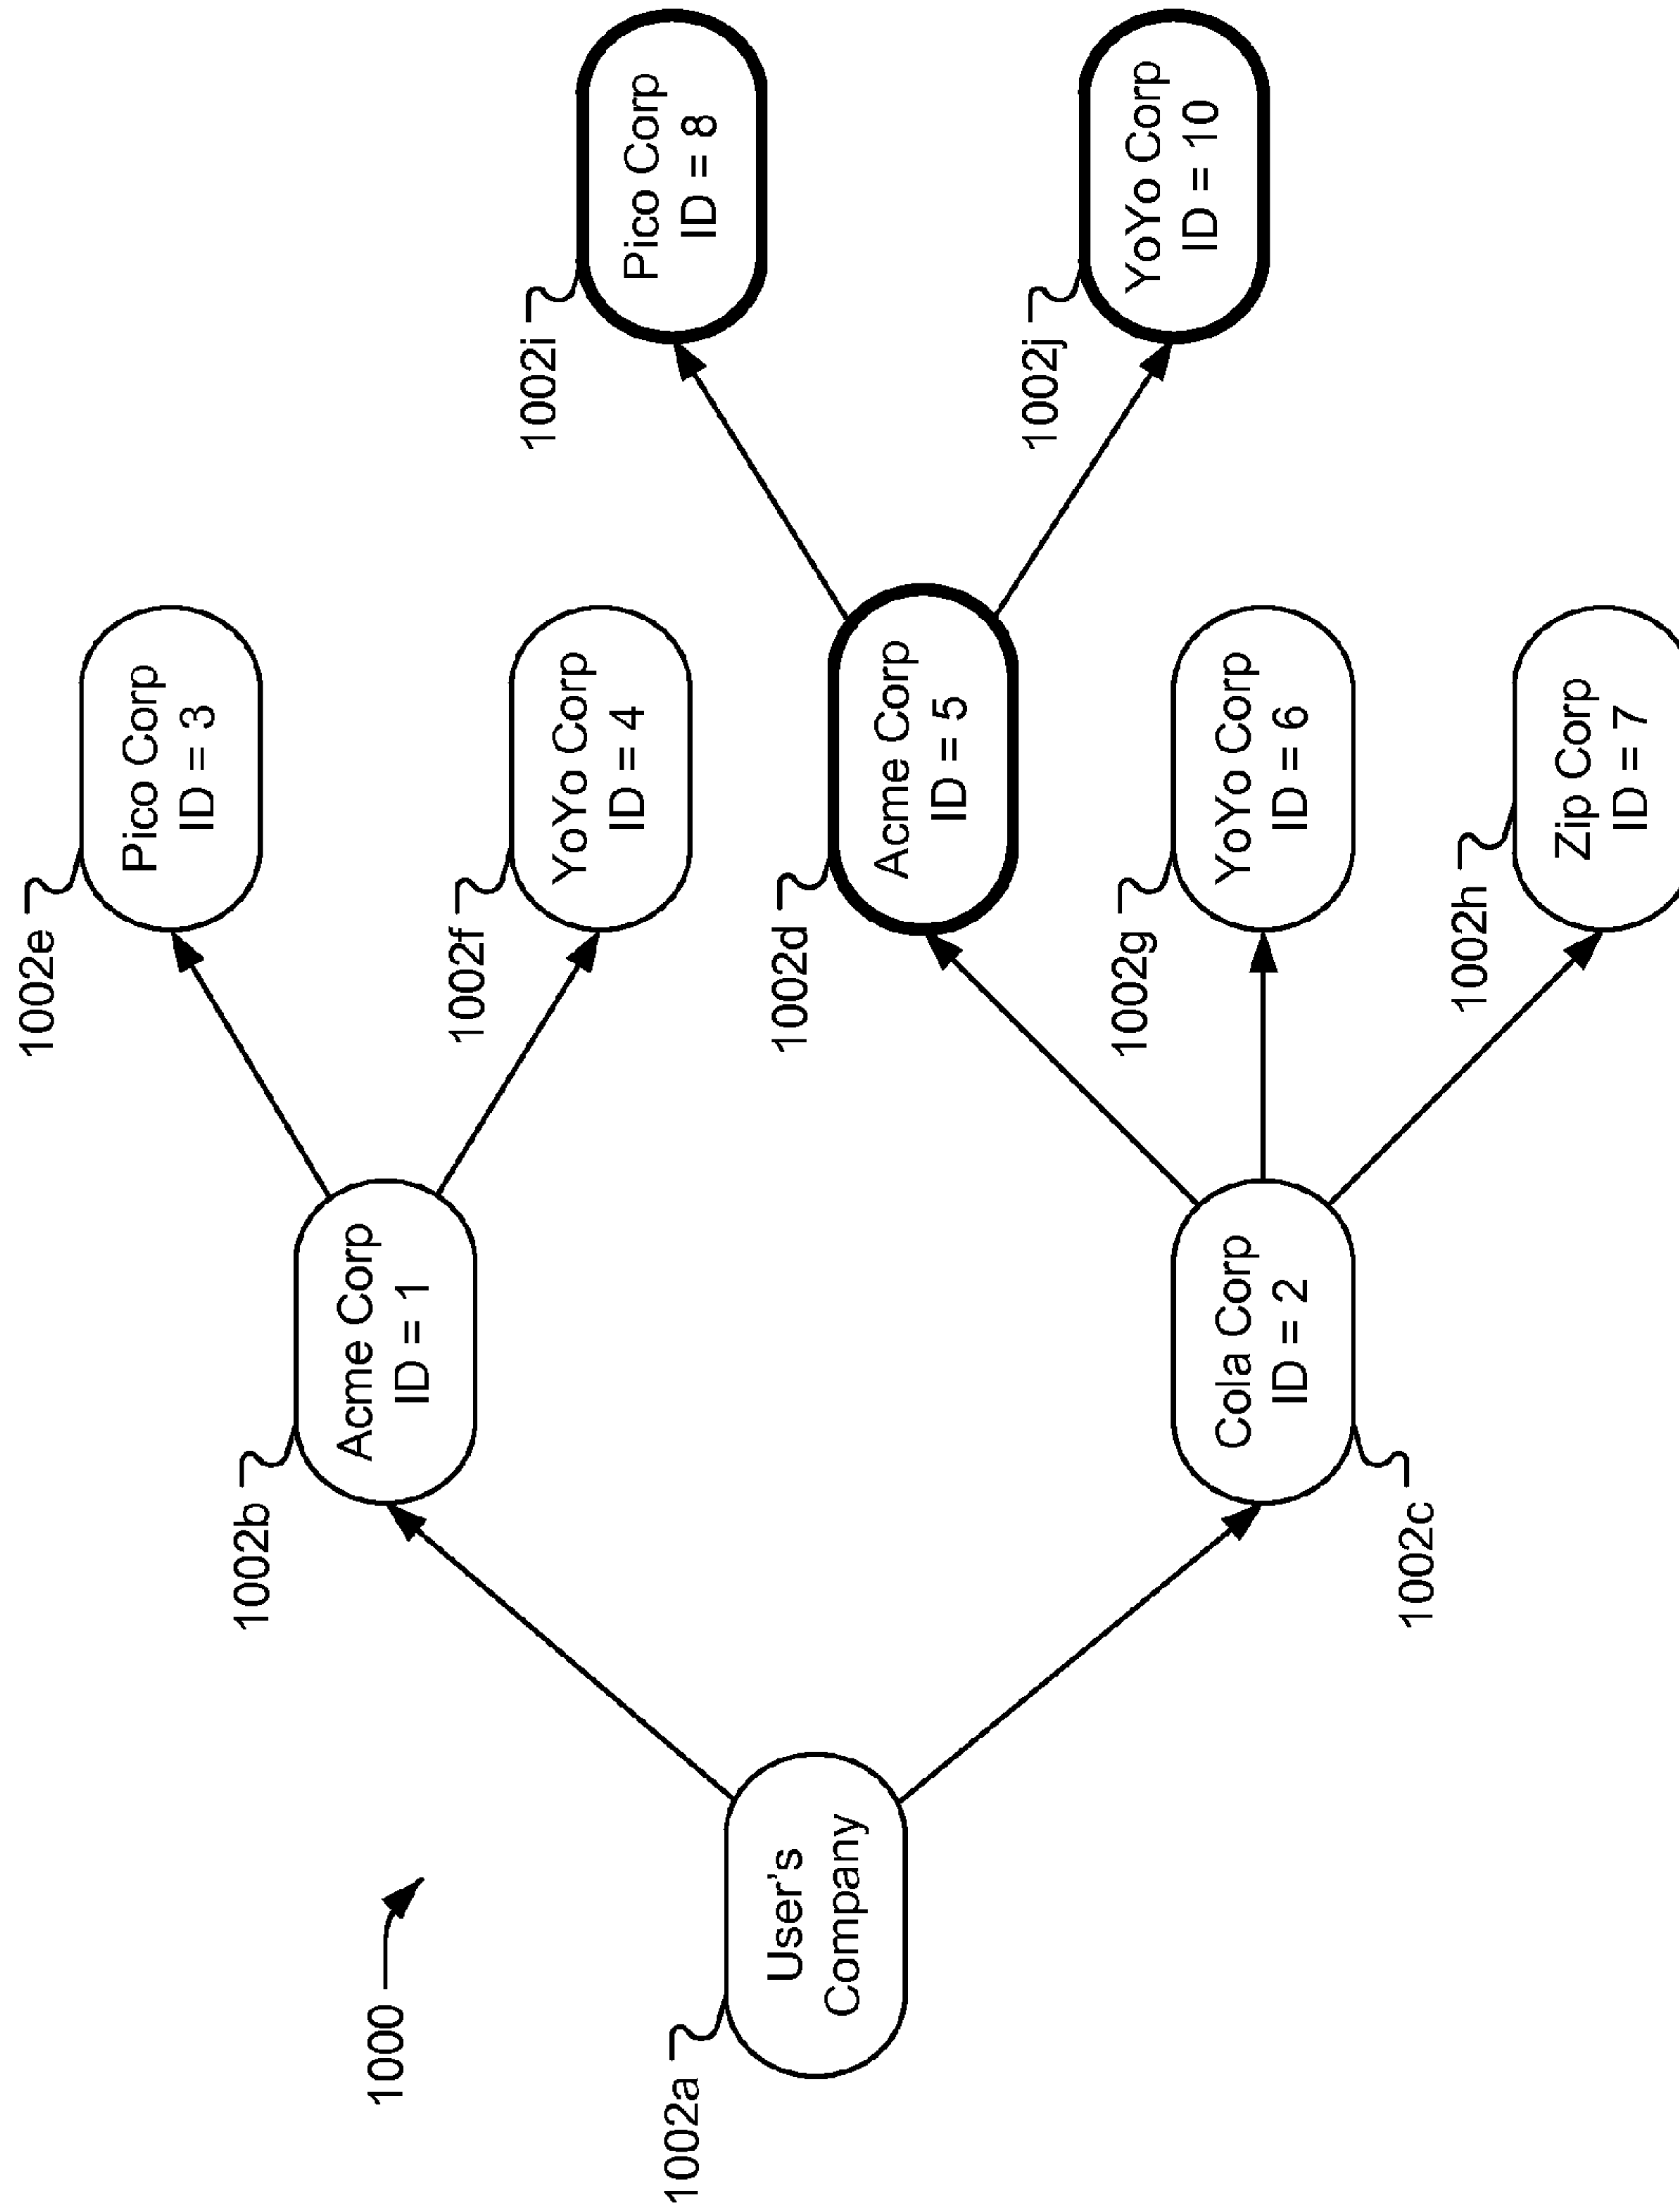 1000
1002a
User's
Company
1002b
Acme Corp
ID = 1
1002c
Cola Corp
ID = 2
1002e
Pico Corp
ID = 3
1002f
YoYo Corp
ID = 4
1002d
Acme Corp
ID = 5
1002g
YoYo Corp
ID = 6
1002h
Zip Corp
ID = 7
1002i
Pico Corp
ID = 8
1002j
YoYo Corp
ID = 10